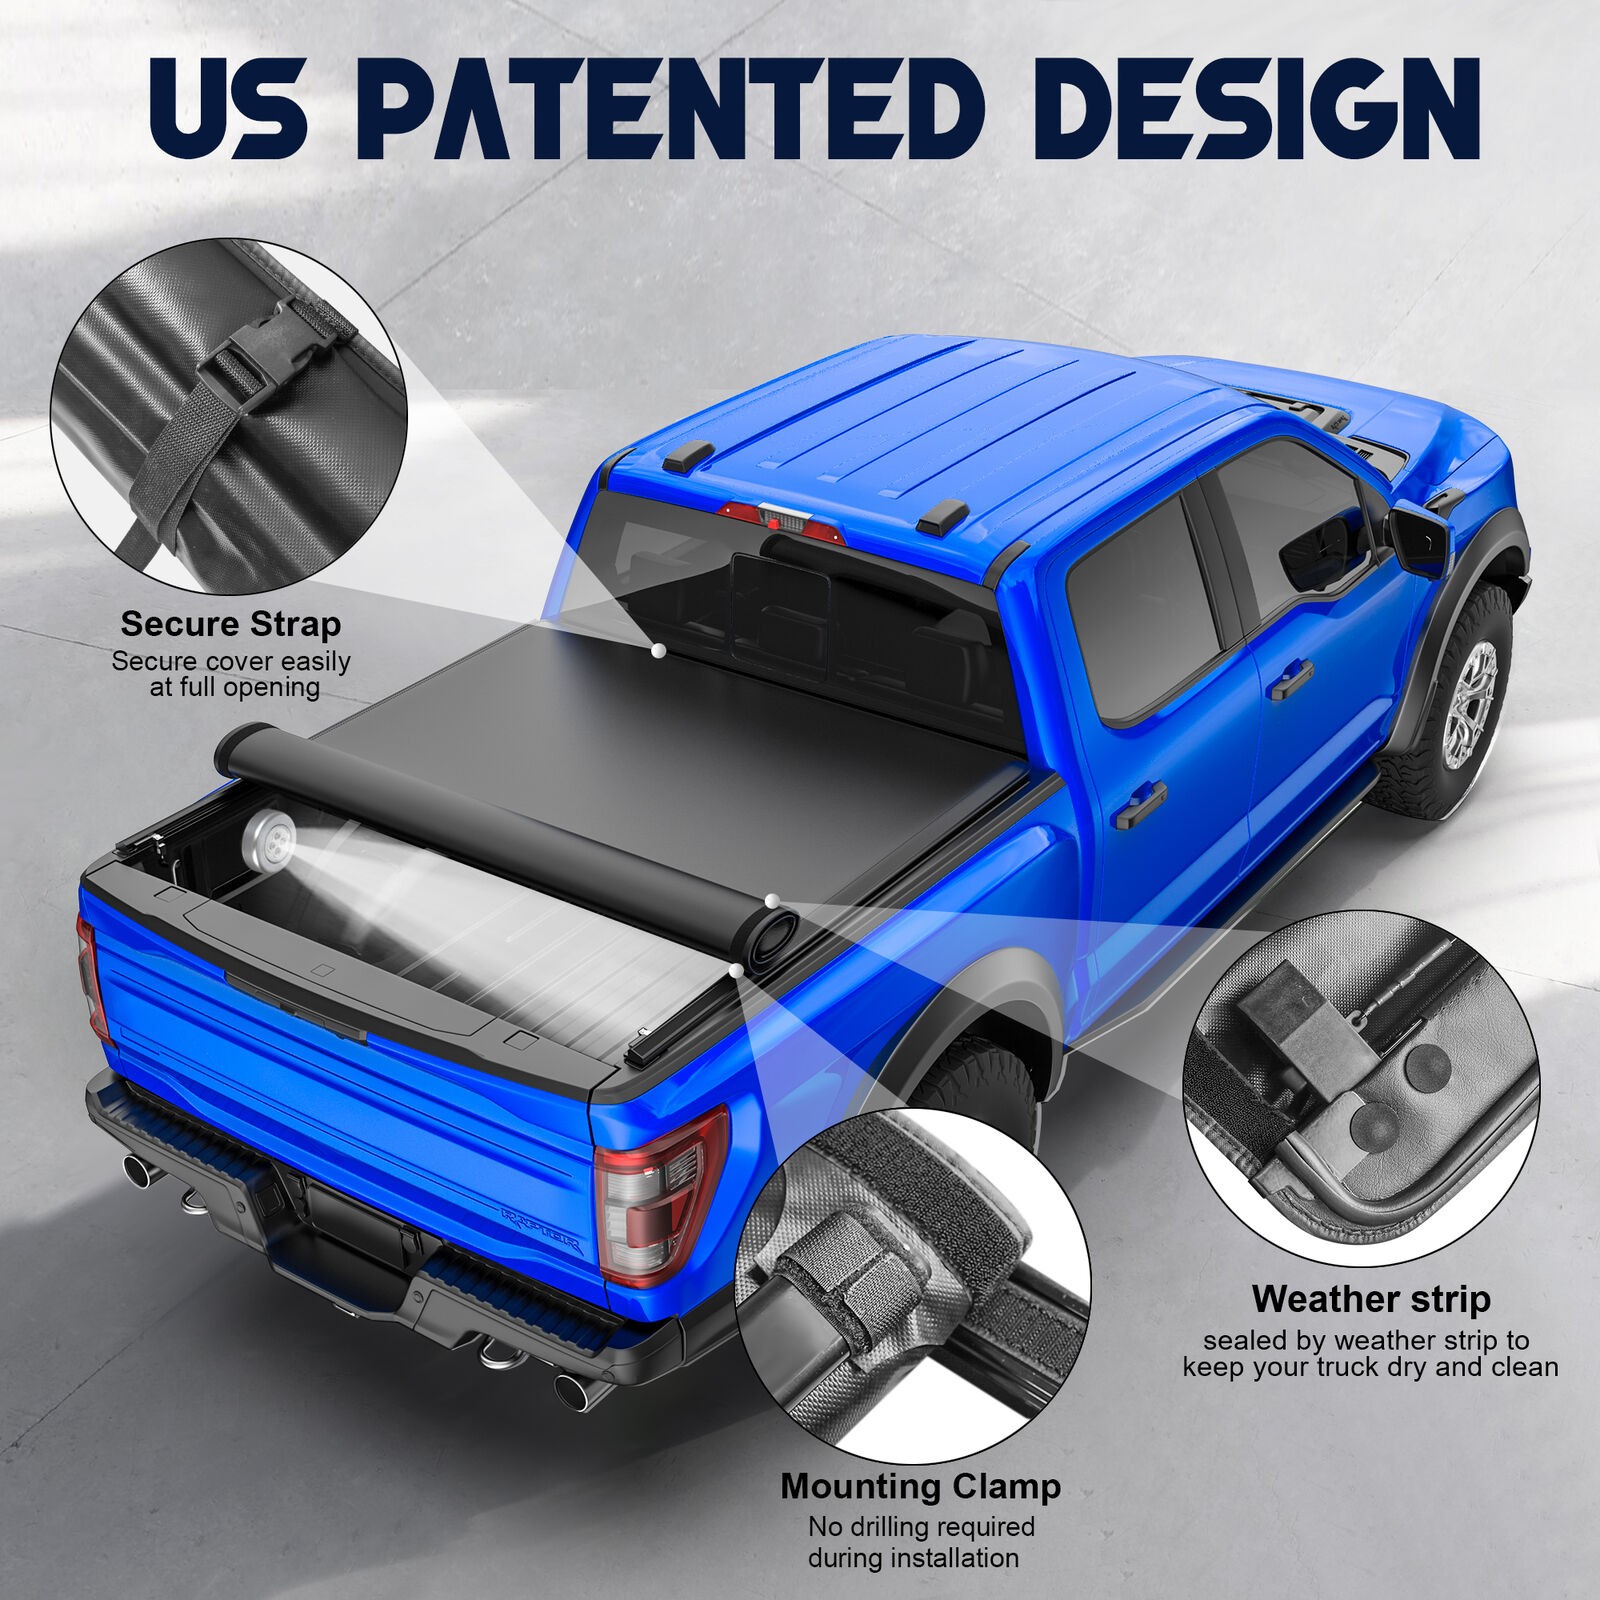 US PATENTED DESIGN
Secure Strap
Secure cover easily
at full opening
Weather strip
sealed by weather strip to
keep your truck dry and clean
RAPTOR
Mounting Clamp
No drilling required
during installation